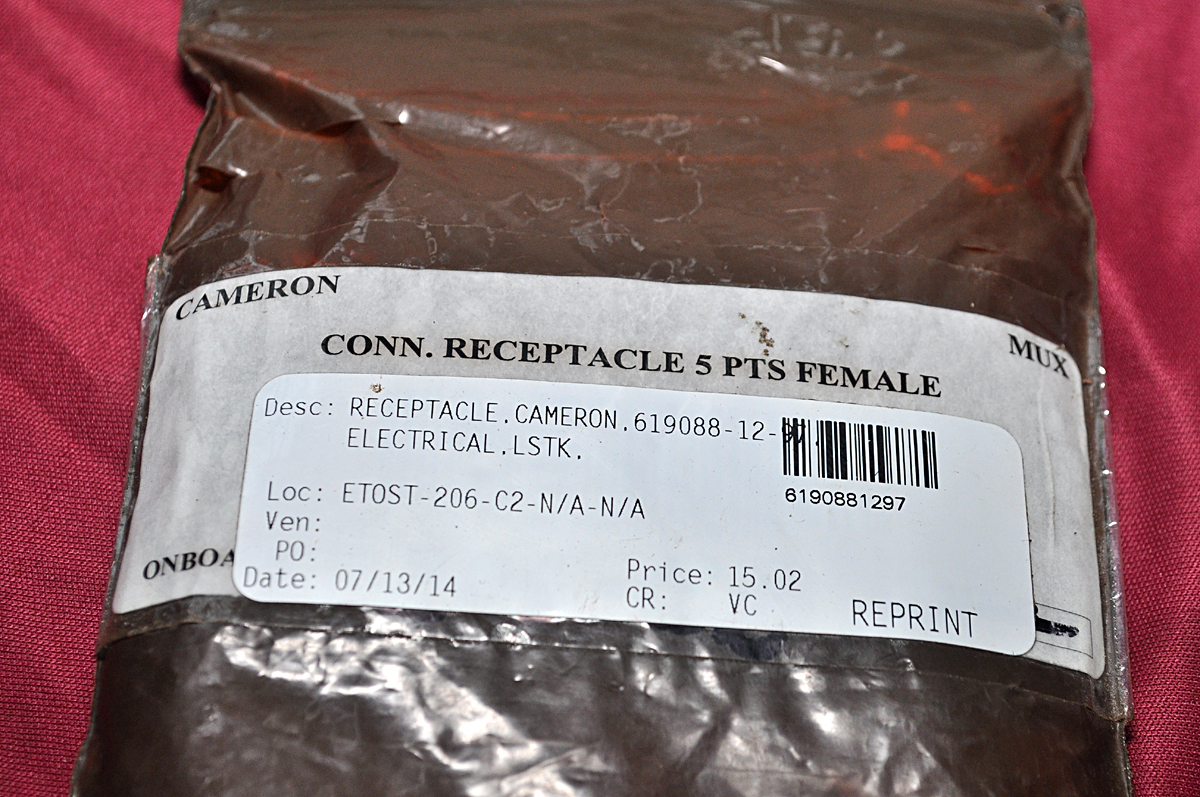 CAMERON
MUX
CONN. RECEPTACLE 5 PTS FEMALE
Desc: RECEPTACLE,CAMERON,619088-12-
ELECTRICAL,LSTK,
6190881297
Loc: ETOST-206-C2-N/A-N/A
Ven:
PO:
ONBOA
Date: 07/13/14
Price: 15.02
CR: VC
REPRINT